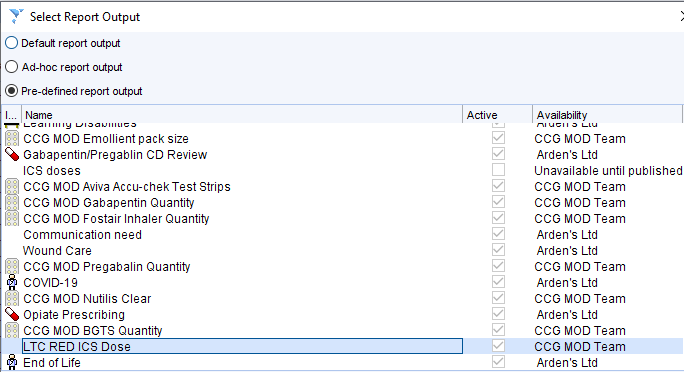 Select Report Output
Default report output
Ad-hoc report output
Pre-defined report output
I... Name Active Availability
Learning Disabilities Arden's Ltd
CCG MOD Emollient pack size CCG MOD Team
Gabapentin/Pregablin CD Review Arden's Ltd
ICS doses Unavailable until published
CCG MOD Aviva Accu-chek Test Strips CCG MOD Team
CCG MOD Gabapentin Quantity CCG MOD Team
CCG MOD Fostair Inhaler Quantity CCG MOD Team
Communication need Arden's Ltd
Wound Care Arden's Ltd
CCG MOD Pregabalin Quantity CCG MOD Team
COVID-19 Arden's Ltd
CCG MOD Nutilis Clear CCG MOD Team
Opiate Prescribing Arden's Ltd
CCG MOD BGTS Quantity CCG MOD Team
LTC RED ICS Dose CCG MOD Team
End of Life Arden's Ltd